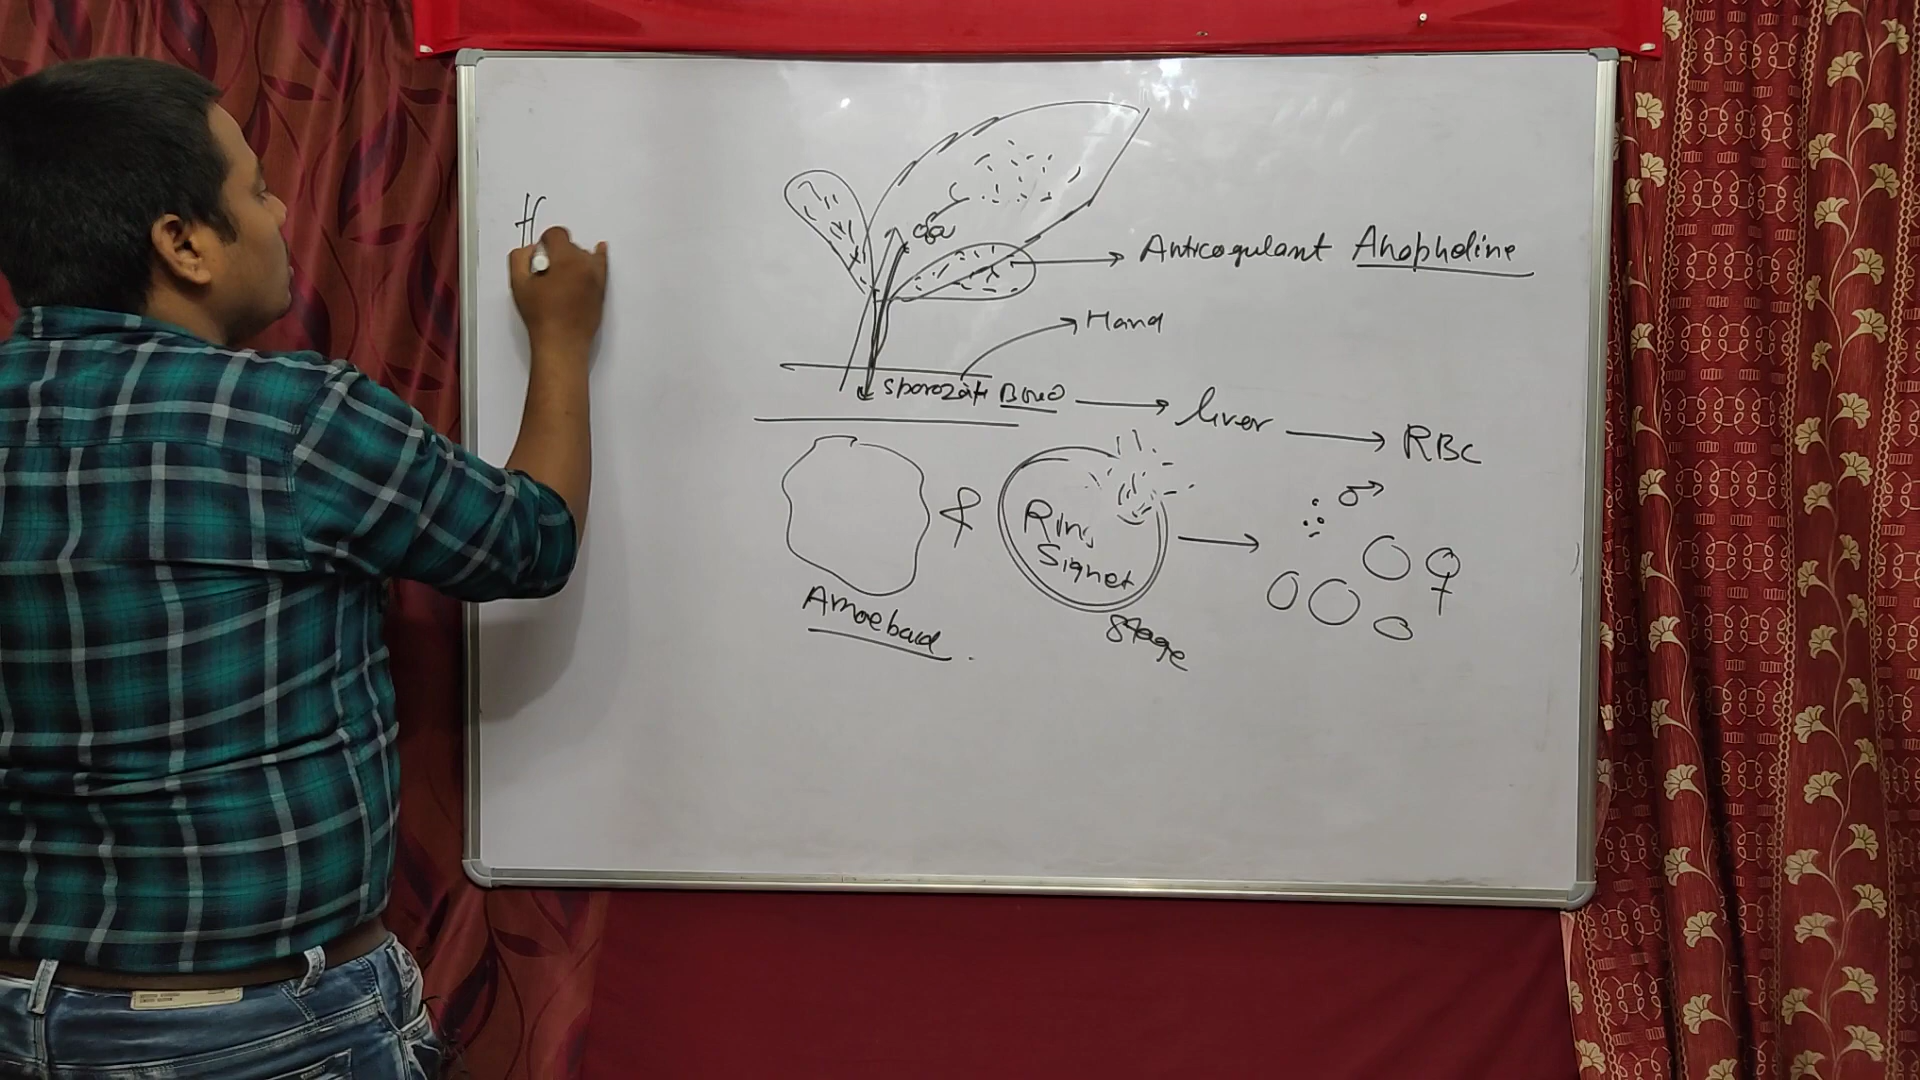 H
Anticoagulant Anopheline
Hand
Sporozoite Blood → liver → RBC
♂
& Ring
Signet
Stage
♀
Amoeboid